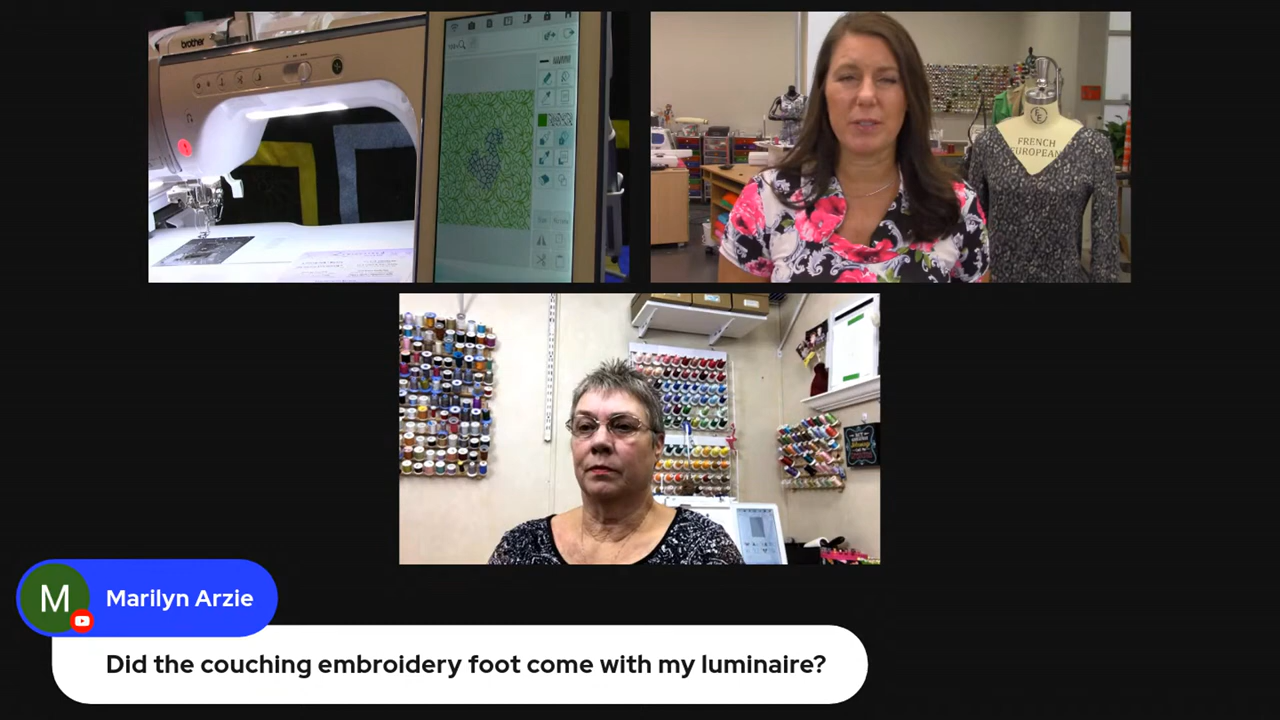 brother
FRENCH
EUROPEAN
M
Marilyn Arzie
Did the couching embroidery foot come with my luminaire?